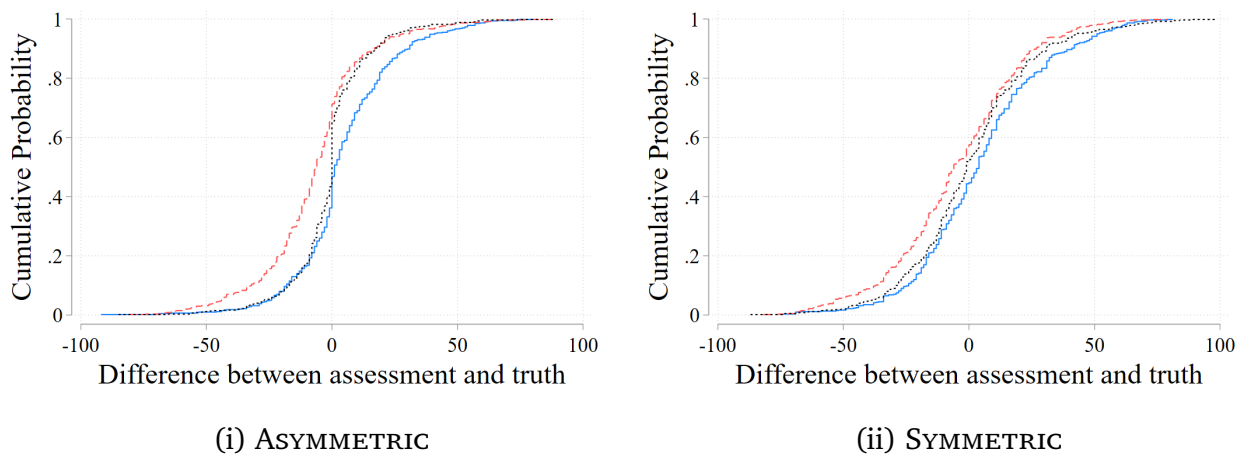 Cumulative Probability
1
.8
.6
.4
.2
0
-100 -50 0 50 100
Difference between assessment and truth
(i) ASYMMETRIC
Cumulative Probability
1
.8
.6
.4
.2
0
-100 -50 0 50 100
Difference between assessment and truth
(ii) SYMMETRIC